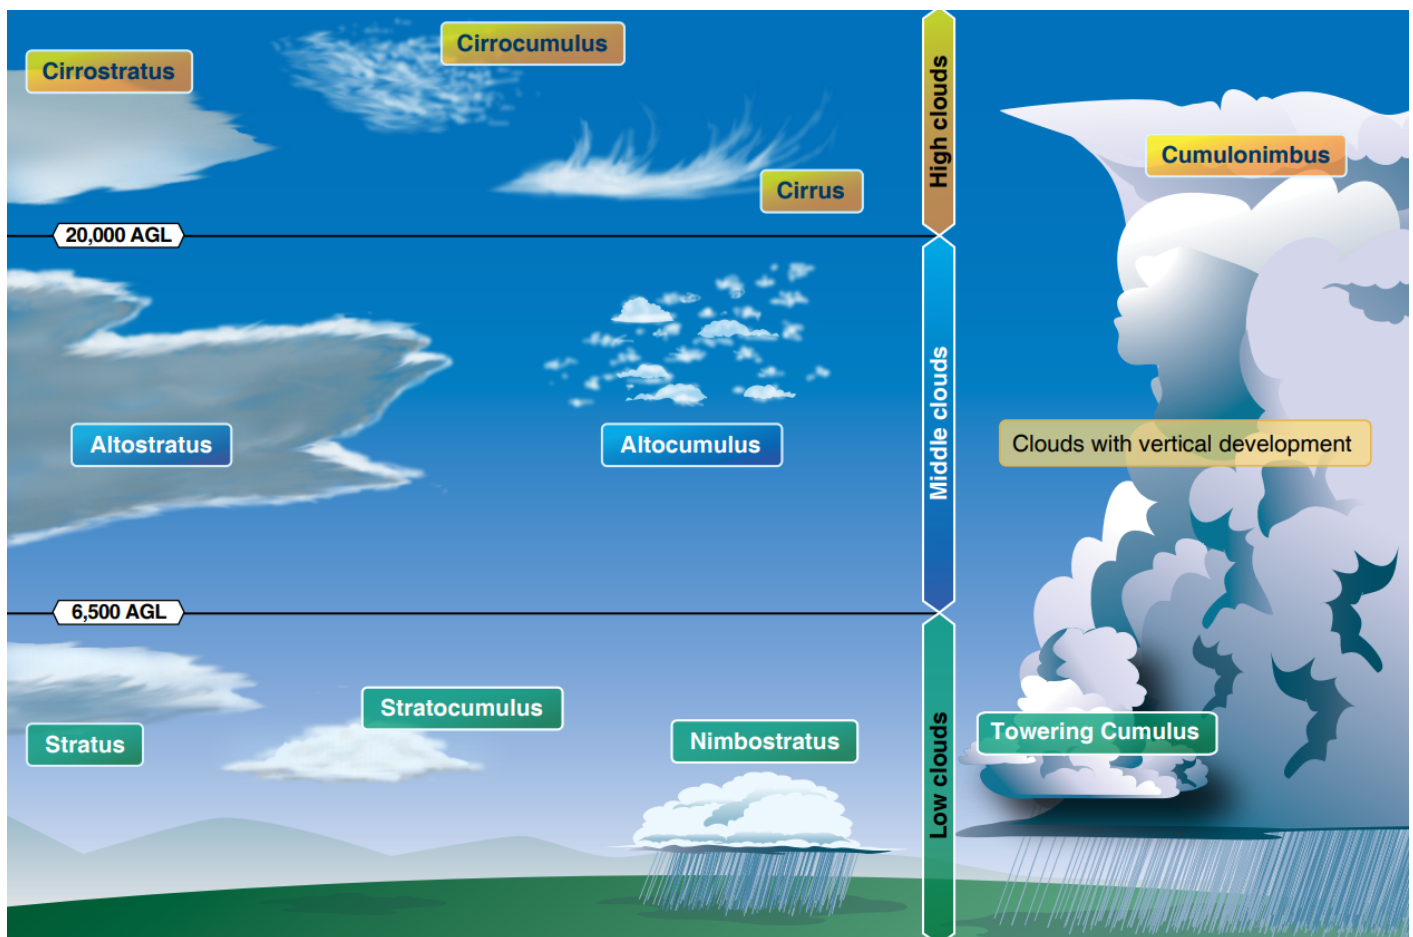 Cirrostratus
Cirrocumulus
Cirrus
High clouds
Cumulonimbus
20,000 AGL
Altostratus
Altocumulus
Middle clouds
Clouds with vertical development
6,500 AGL
Stratus
Stratocumulus
Nimbostratus
Low clouds
Towering Cumulus